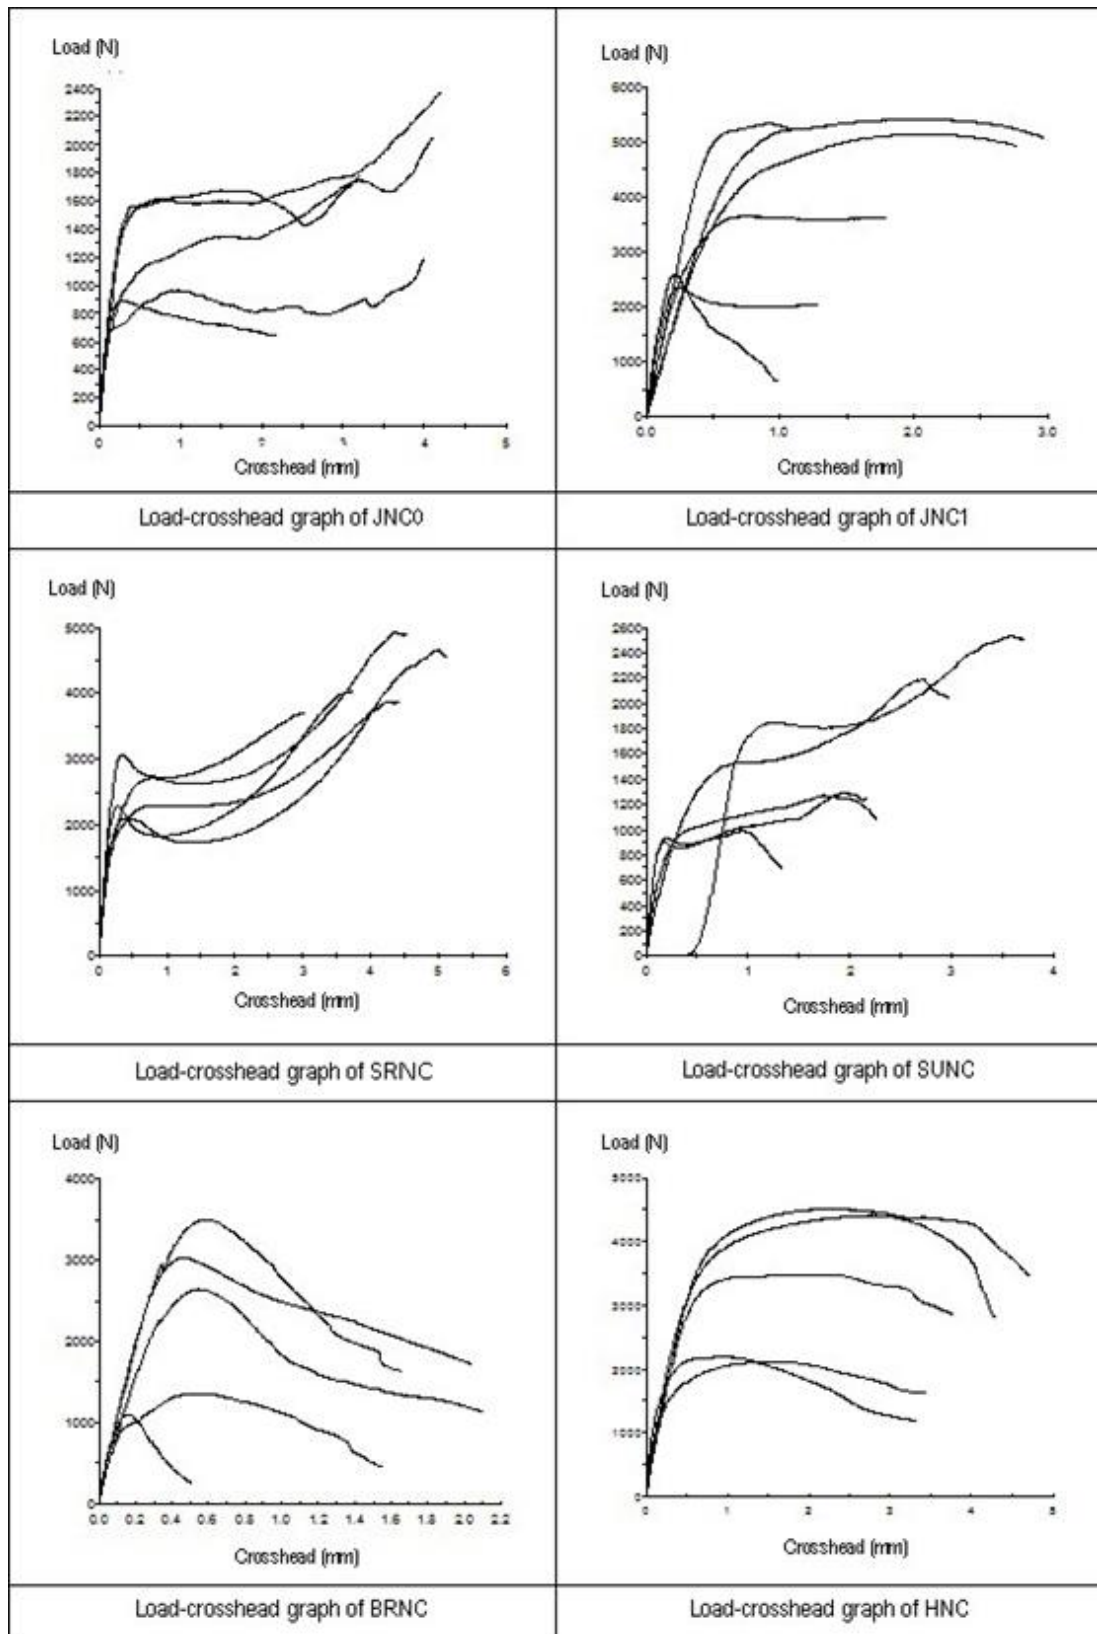 Load (N)
2400
2200
2000
1800
1600
1400
1200
1000
800
600
400
200
0
0 1 2 3 4 5
Crosshead (mm)
Load-crosshead graph of JNC0
Load (N)
6000
5000
4000
3000
2000
1000
0
0.0 1.0 2.0 3.0
Crosshead (mm)
Load-crosshead graph of JNC1
Load (N)
5000
4000
3000
2000
1000
0
0 1 2 3 4 5 6
Crosshead (mm)
Load-crosshead graph of SRNC
Load (N)
2600
2400
2200
2000
1800
1600
1400
1200
1000
800
600
400
200
0
0 1 2 3 4
Crosshead (mm)
Load-crosshead graph of SUNC
Load (N)
4000
3000
2000
1000
0
0.0 0.2 0.4 0.6 0.8 1.0 1.2 1.4 1.6 1.8 2.0 2.2
Crosshead (mm)
Load-crosshead graph of BRNC
Load (N)
5000
4000
3000
2000
1000
0
0 1 2 3 4 5
Crosshead (mm)
Load-crosshead graph of HNC